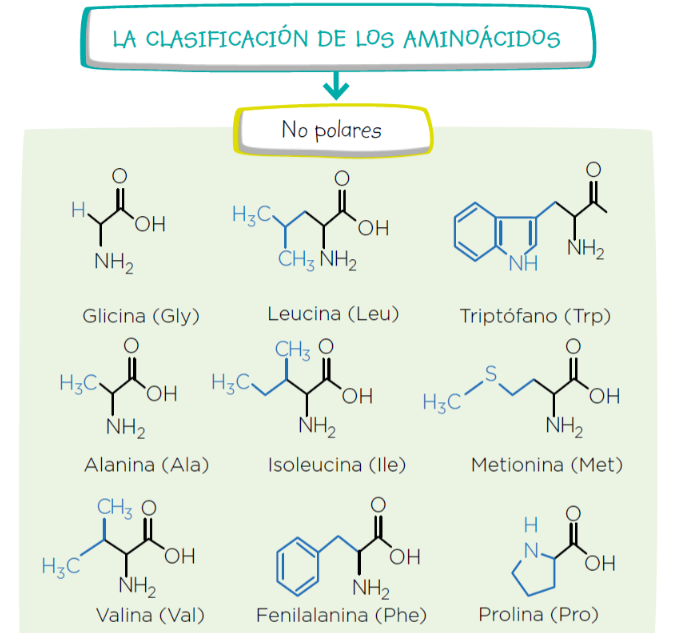 LA CLASIFICACIÓN DE LOS AMINOÁCIDOS
No polares
H
O
OH
NH2
Glicina (Gly)
H3C
CH3
O
OH
NH2
Leucina (Leu)
O
NH2
NH
Triptófano (Trp)
H3C
O
OH
NH2
Alanina (Ala)
CH3
O
H3C
OH
NH2
Isoleucina (Ile)
S
O
H3C
OH
NH2
Metionina (Met)
CH3
O
H3C
OH
NH2
Valina (Val)
O
OH
NH2
Fenilalanina (Phe)
H
N
O
OH
Prolina (Pro)